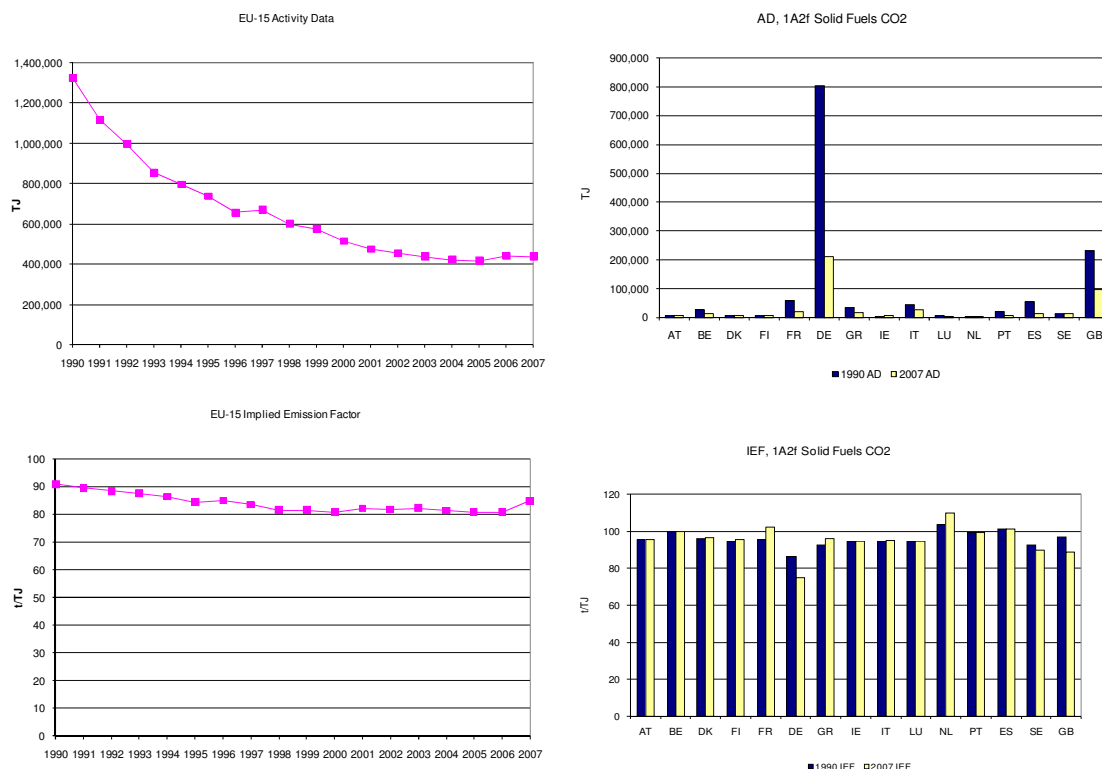 EU-15 Activity Data
1,400,000
1,200,000
1,000,000
800,000
600,000
400,000
200,000
0
TJ
1990 1991 1992 1993 1994 1995 1996 1997 1998 1999 2000 2001 2002 2003 2004 2005 2006 2007
AD, 1A2f Solid Fuels CO2
900,000
800,000
700,000
600,000
500,000
400,000
300,000
200,000
100,000
0
TJ
AT BE DK FI FR DE GR IE IT LU NL PT ES SE GB
1990 AD 2007 AD
EU-15 Implied Emission Factor
100
90
80
70
60
50
40
30
20
10
0
t/TJ
1990 1991 1992 1993 1994 1995 1996 1997 1998 1999 2000 2001 2002 2003 2004 2005 2006 2007
IEF, 1A2f Solid Fuels CO2
120
100
80
60
40
20
0
t/TJ
AT BE DK FI FR DE GR IE IT LU NL PT ES SE GB
1990 IEF 2007 IEF